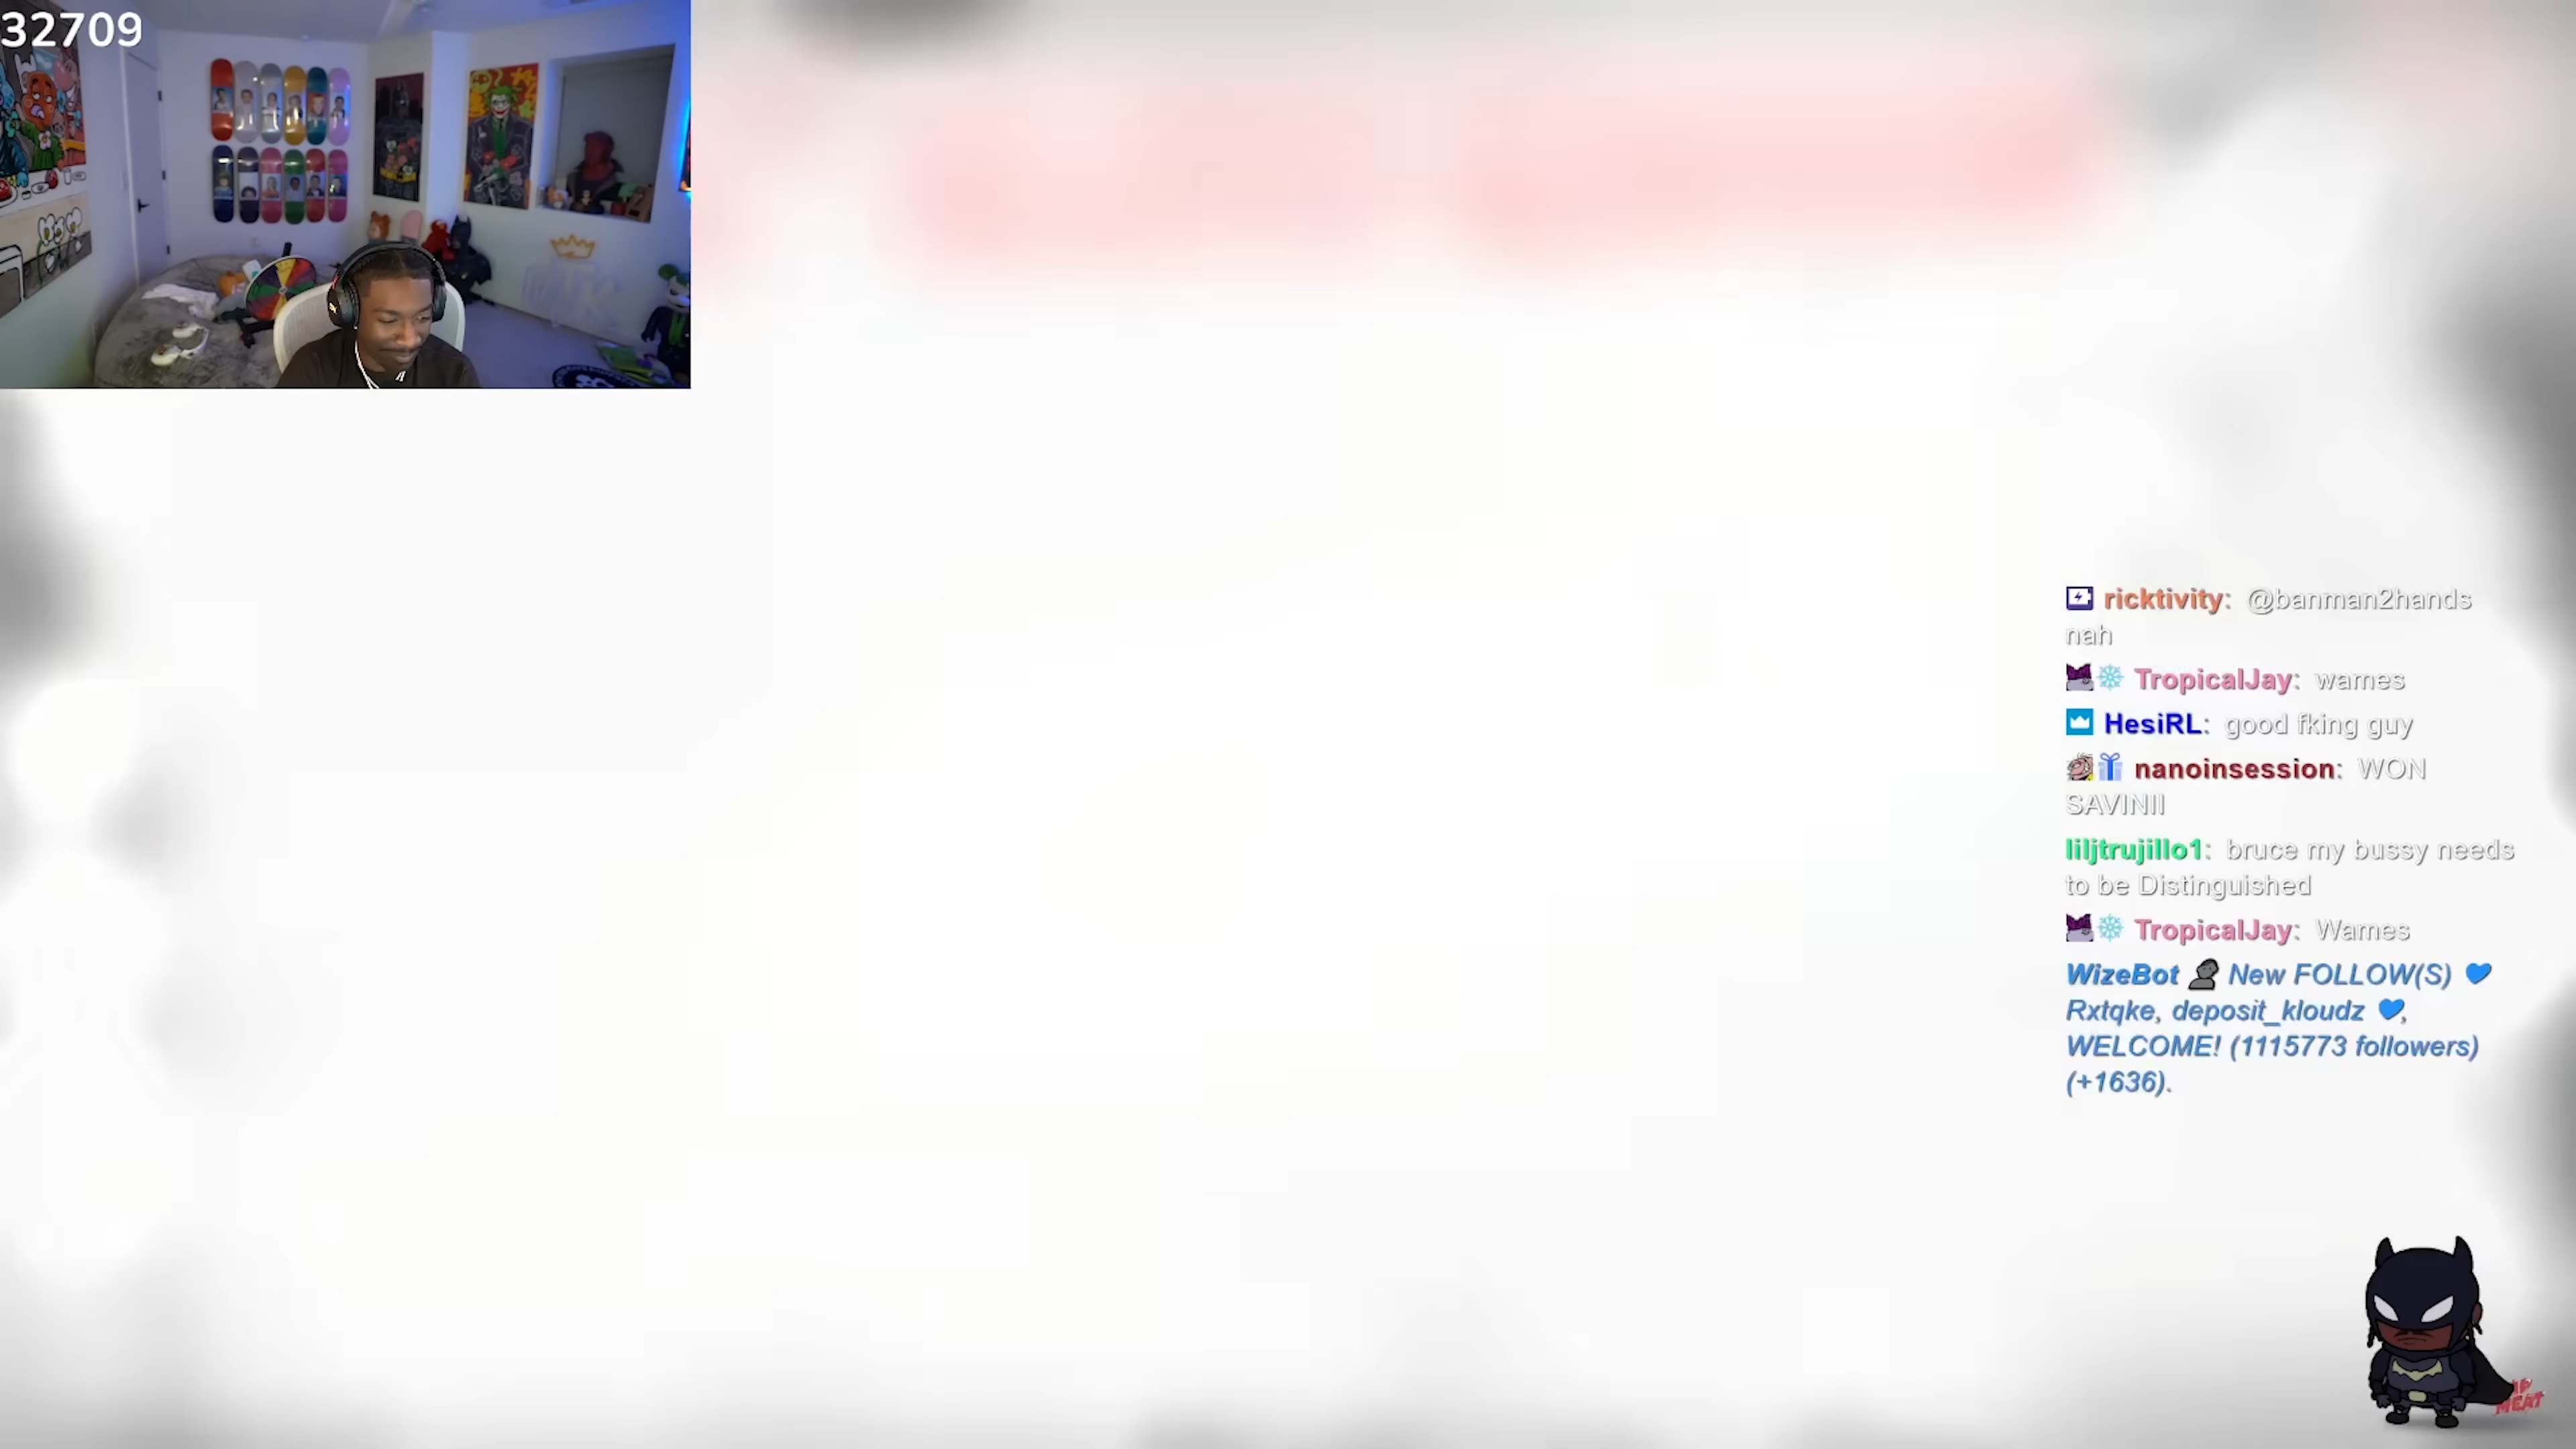 32709
ricktivity: @banman2hands
nah
TropicalJay: wames
HesiRL: good fking guy
nanoinsession: WON
SAVINII
liljtrujillo1: bruce my bussy needs
to be Distinguished
TropicalJay: Wames
WizeBot New FOLLOW(S)
Rxtqke, deposit_kloudz ,
WELCOME! (1115773 followers)
(+1636).
MEAT